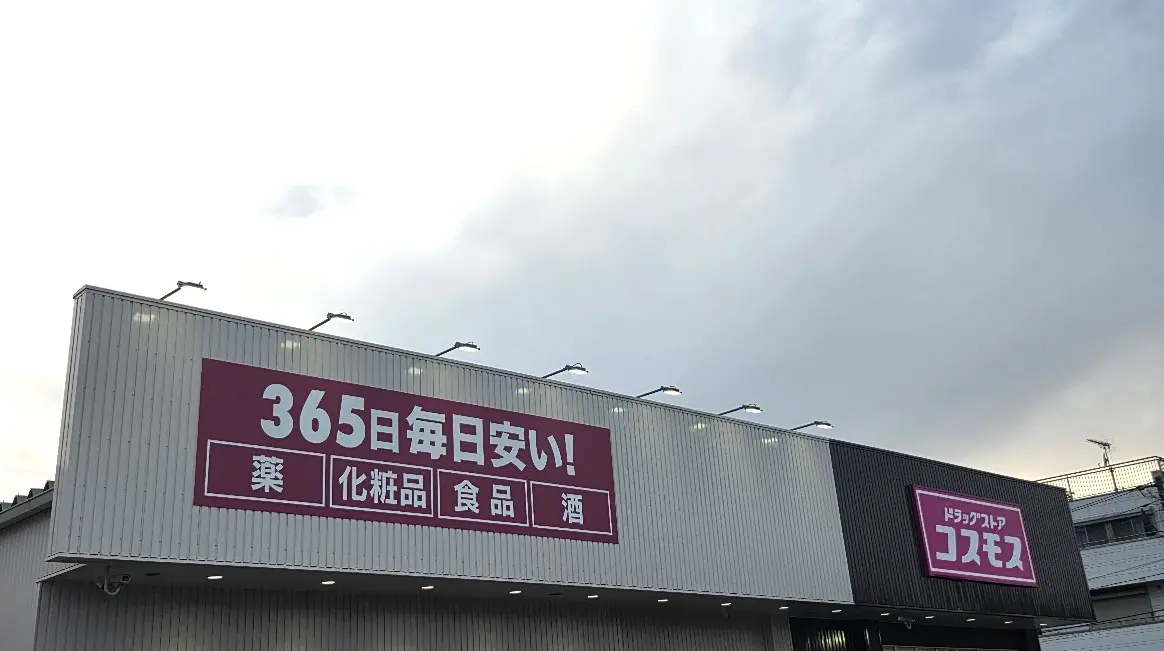 365日毎日安い!
薬 化粧品 食品 酒
ドラッグストア
コスモス